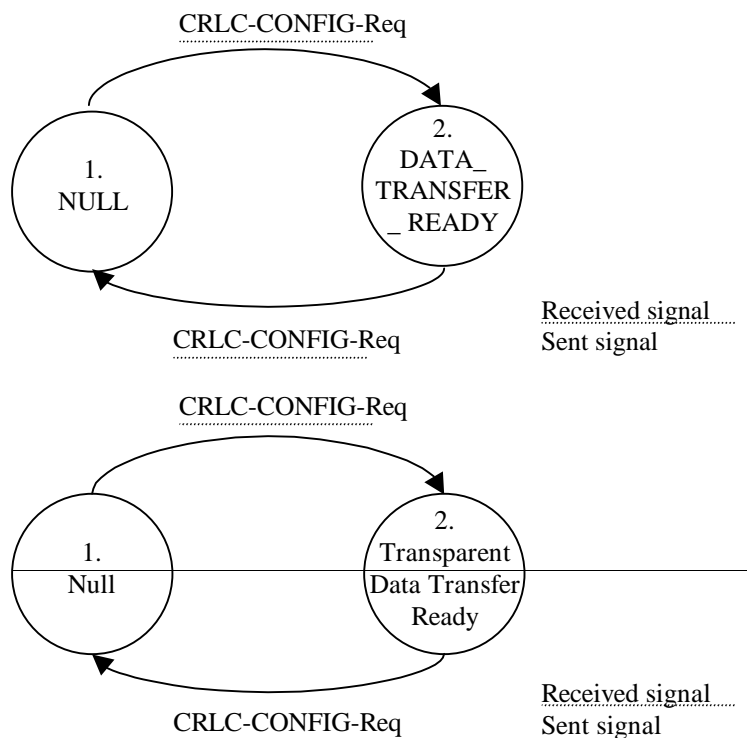 CRLC-CONFIG-Req
1.
NULL
2.
DATA_
TRANSFER
_ READY
CRLC-CONFIG-Req
Received signal
Sent signal
CRLC-CONFIG-Req
1.
Null
2.
Transparent
Data Transfer
Ready
CRLC-CONFIG-Req
Received signal
Sent signal